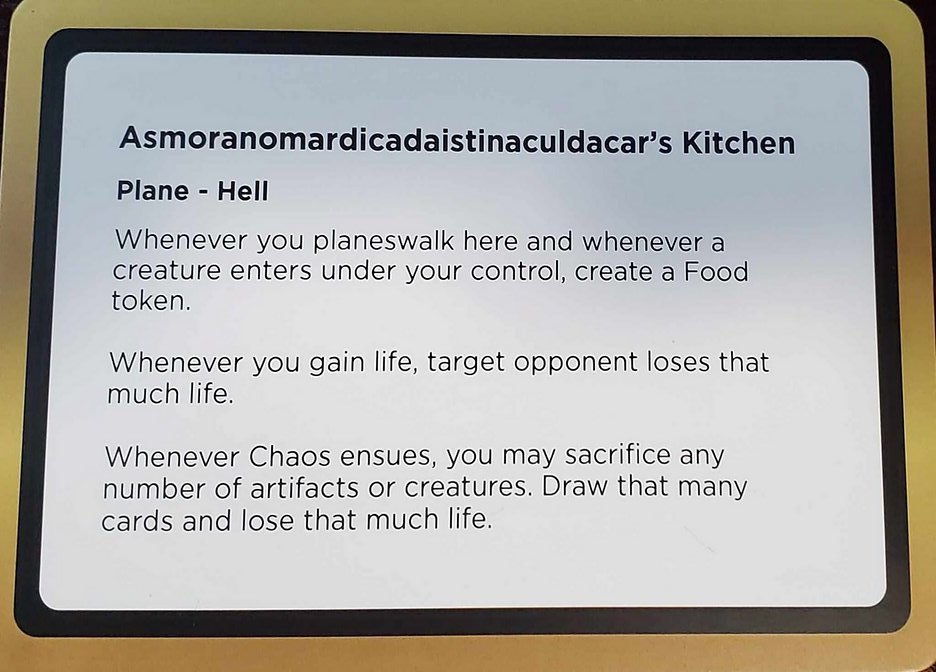 Asmoranomardicadaistinaculdacar's Kitchen
Plane - Hell
Whenever you planeswalk here and whenever a
creature enters under your control, create a Food
token.
Whenever you gain life, target opponent loses that
much life.
Whenever Chaos ensues, you may sacrifice any
number of artifacts or creatures. Draw that many
cards and lose that much life.